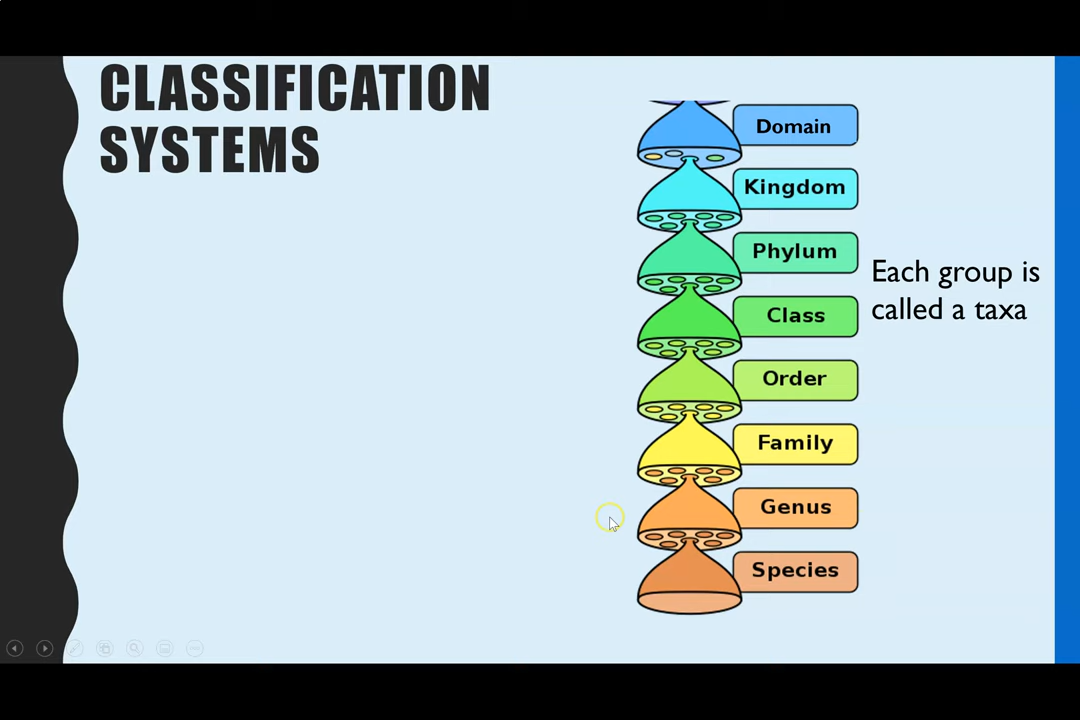 CLASSIFICATION
SYSTEMS
Domain
Kingdom
Phylum
Class
Order
Family
Genus
Species
Each group is
called a taxa